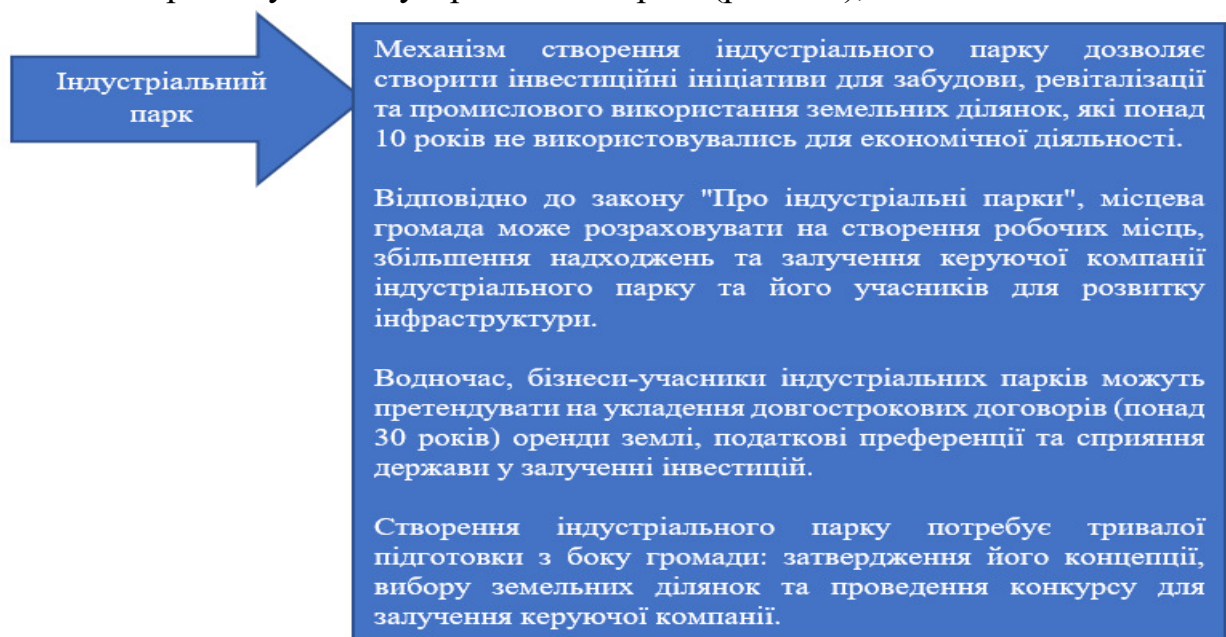 Індустріальний
парк
Механізм створення індустріального парку дозволяє
створити інвестиційні ініціативи для забудови, ревіталізації
та промислового використання земельних ділянок, які понад
10 років не використовувались для економічної діяльності.
Відповідно до закону "Про індустріальні парки", місцева
громада може розраховувати на створення робочих місць,
збільшення надходжень та залучення керуючої компанії
індустріального парку та його учасників для розвитку
інфраструктури.
Водночас, бізнеси-учасники індустріальних парків можуть
претендувати на укладення довгострокових договорів (понад
30 років) оренди землі, податкові преференції та сприяння
держави у залученні інвестицій.
Створення індустріального парку потребує тривалої
підготовки з боку громади: затвердження його концепції,
вибору земельних ділянок та проведення конкурсу для
залучення керуючої компанії.